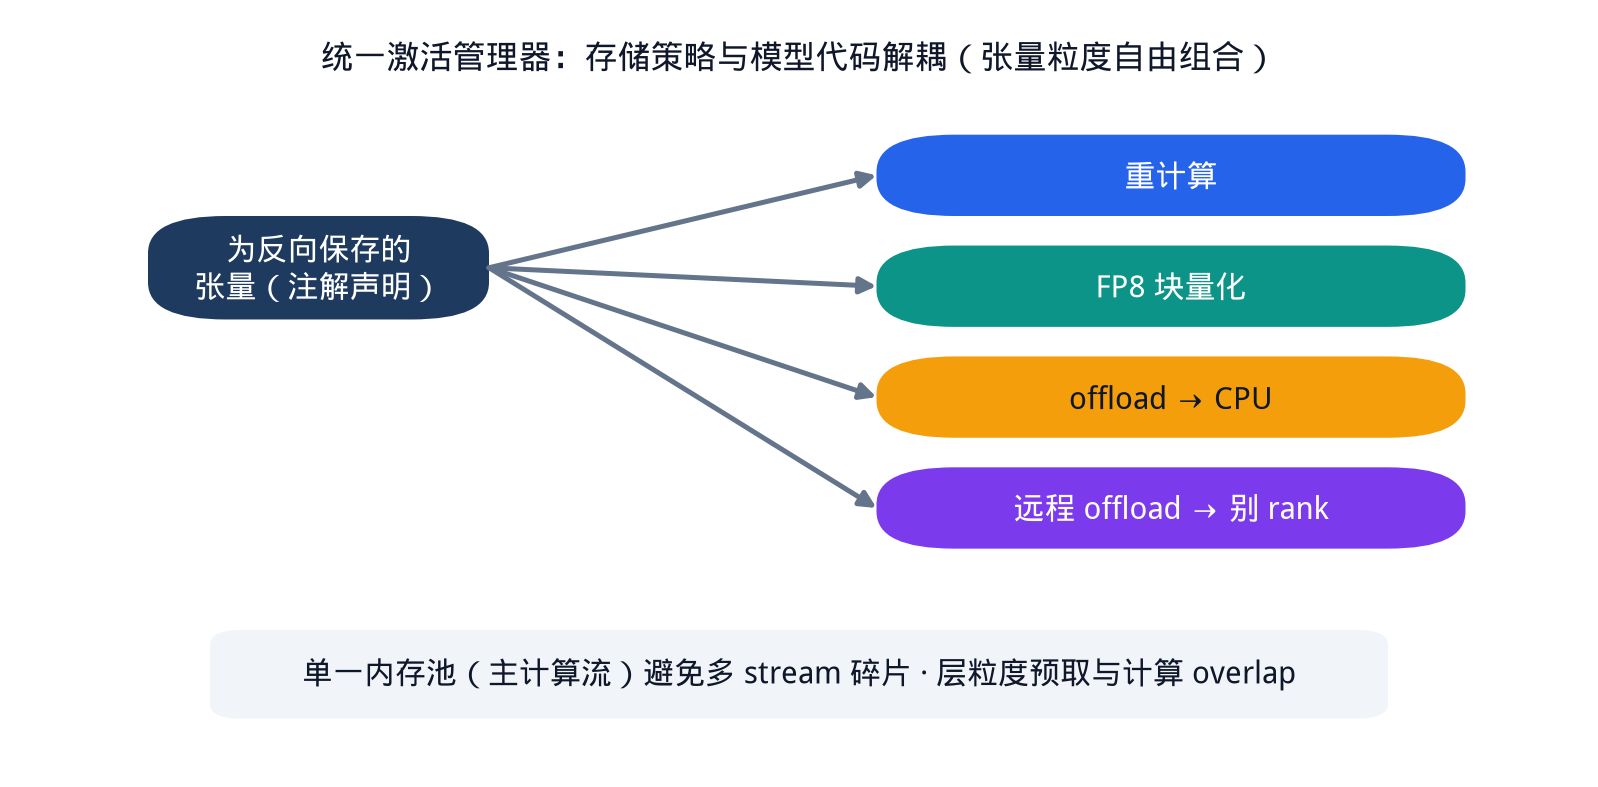 统一激活管理器：存储策略与模型代码解耦（张量粒度自由组合）
为反向保存的
张量（注解声明）
重计算
FP8 块量化
offload → CPU
远程 offload → 别 rank
单一内存池（主计算流）避免多 stream 碎片 · 层粒度预取与计算 overlap